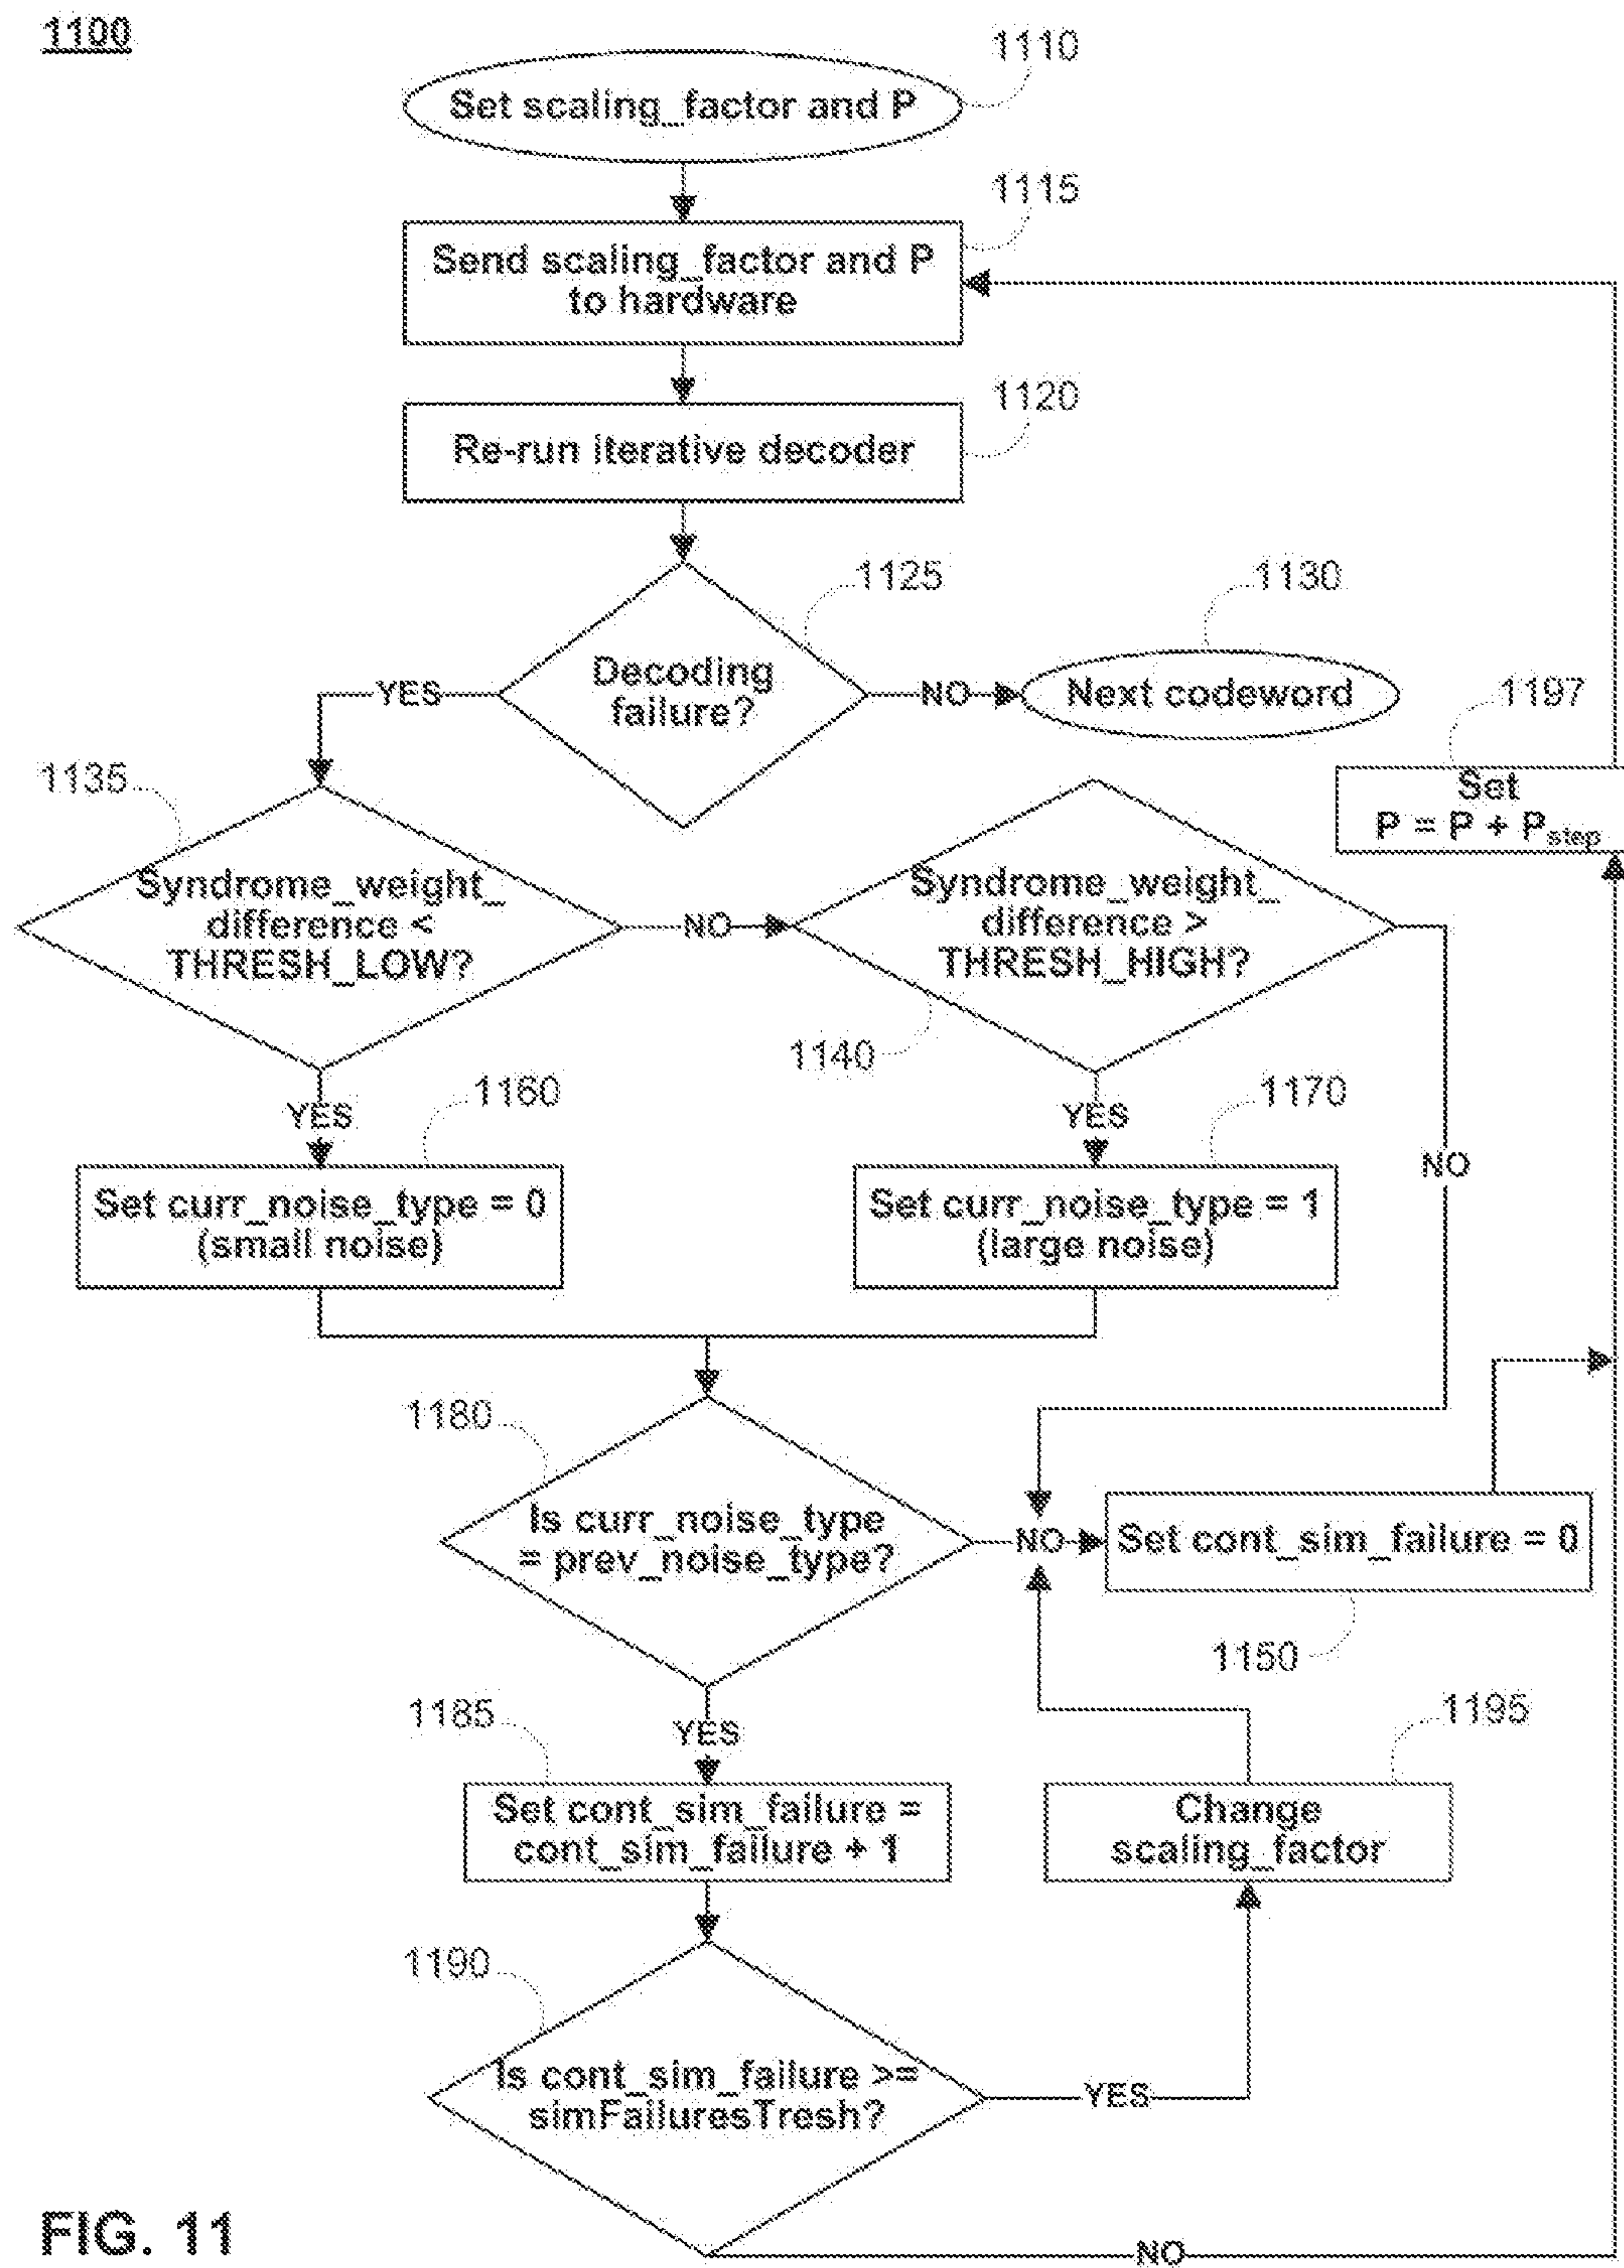 1100
1110
Set scaling_factor and P
1115
Send scaling_factor and P
to hardware
1120
Re-run iterative decoder
1125
1130
Decoding
failure?
YES
NO
Next codeword
1197
Set
P = P + Pstep
1135
Syndrome_weight_
difference <
THRESH_LOW?
NO
Syndrome_weight_
difference >
THRESH_HIGH?
1140
YES
1160
YES
1170
NO
Set curr_noise_type = 0
(small noise)
Set curr_noise_type = 1
(large noise)
1180
Is curr_noise_type
= prev_noise_type?
NO
Set cont_sim_failure = 0
1150
1185
YES
1195
Set cont_sim_failure =
cont_sim_failure + 1
Change
scaling_factor
1190
Is cont_sim_failure >=
simFailuresTresh?
YES
NO
FIG. 11